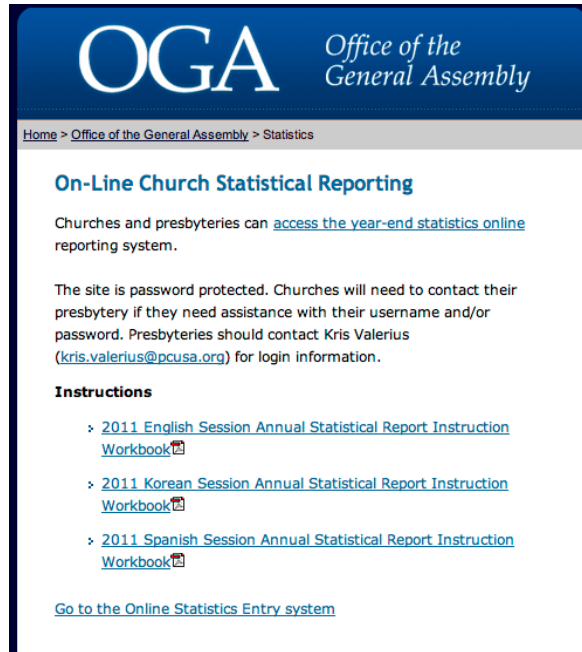 OGA
Office of the
General Assembly
Home > Office of the General Assembly > Statistics
On-Line Church Statistical Reporting
Churches and presbyteries can access the year-end statistics online
reporting system.
The site is password protected. Churches will need to contact their
presbytery if they need assistance with their username and/or
password. Presbyteries should contact Kris Valerius
(kris.valerius@pcusa.org) for login information.
Instructions
2011 English Session Annual Statistical Report Instruction
Workbook
2011 Korean Session Annual Statistical Report Instruction
Workbook
2011 Spanish Session Annual Statistical Report Instruction
Workbook
Go to the Online Statistics Entry system